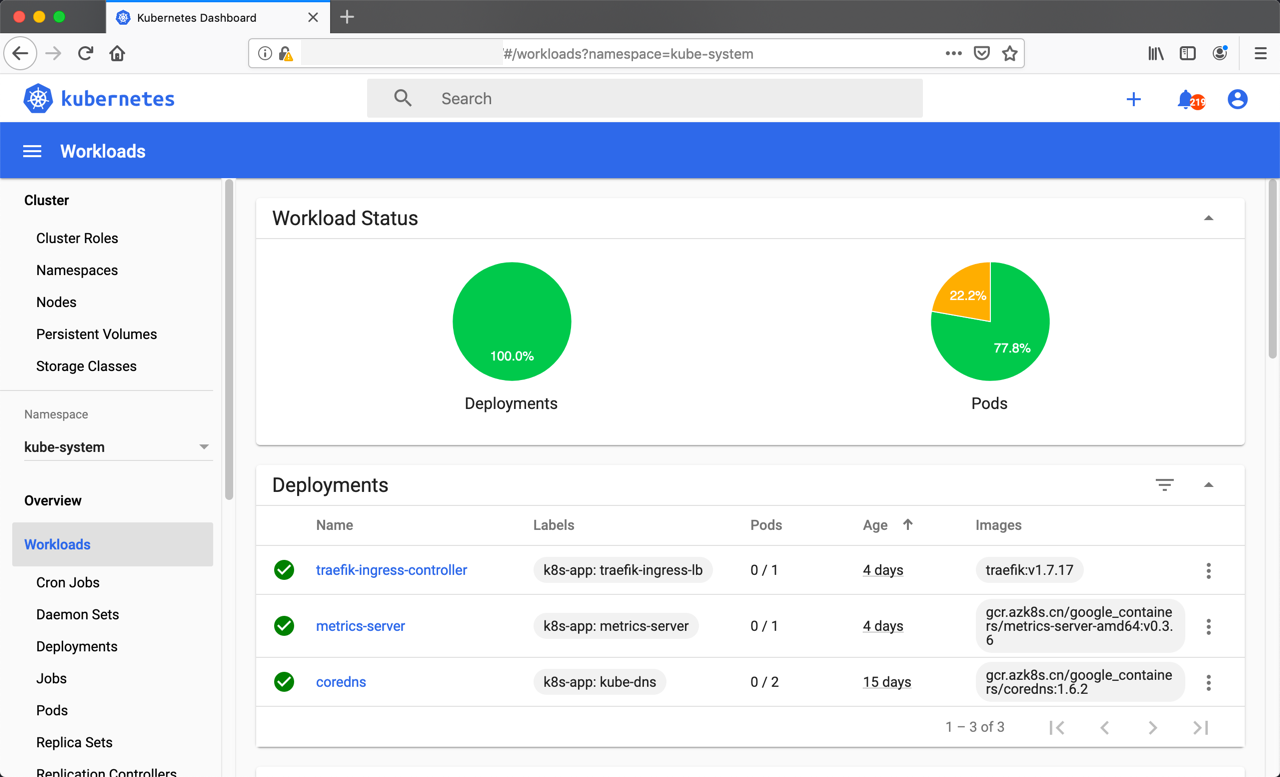 Kubernetes Dashboard
#/workloads?namespace=kube-system
kubernetes
Search
219
Workloads
Cluster
Cluster Roles
Namespaces
Nodes
Persistent Volumes
Storage Classes
Namespace
kube-system
Overview
Workloads
Cron Jobs
Daemon Sets
Deployments
Jobs
Pods
Replica Sets
Replication Controllers
Workload Status
100.0%
Deployments
22.2%
77.8%
Pods
Deployments
Name Labels Pods Age Images
traefik-ingress-controller k8s-app: traefik-ingress-lb 0 / 1 4 days traefik:v1.7.17
metrics-server k8s-app: metrics-server 0 / 1 4 days gcr.azk8s.cn/google_containe
rs/metrics-server-amd64:v0.3.
6
coredns k8s-app: kube-dns 0 / 2 15 days gcr.azk8s.cn/google_containe
rs/coredns:1.6.2
1 – 3 of 3